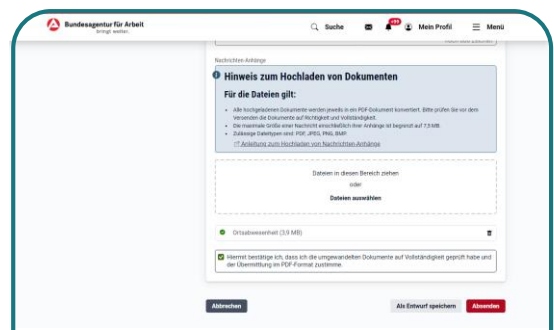 Bundesagentur für Arbeit
bringt weiter.
Suche
+99
Mein Profil
Menü
Nachrichten-Anhänge
Hinweis zum Hochladen von Dokumenten
Für die Dateien gilt:
• Alle hochgeladenen Dokumente werden jeweils in ein PDF-Dokument konvertiert. Bitte prüfen Sie vor dem
Versenden die Dokumente auf Richtigkeit und Vollständigkeit.
• Die maximale Größe einer Nachricht einschließlich ihrer Anhänge ist begrenzt auf 7,5 MB.
• Zulässige Dateitypen sind: PDF, JPEG, PNG, BMP.
Anleitung zum Hochladen von Nachrichten-Anhänge
Dateien in diesen Bereich ziehen
oder
Dateien auswählen
Ortsabwesenheit (3,9 MB)
Hiermit bestätige ich, dass ich die umgewandelten Dokumente auf Vollständigkeit geprüft habe und
der Übermittlung im PDF-Format zustimme.
Abbrechen
Als Entwurf speichern
Absenden